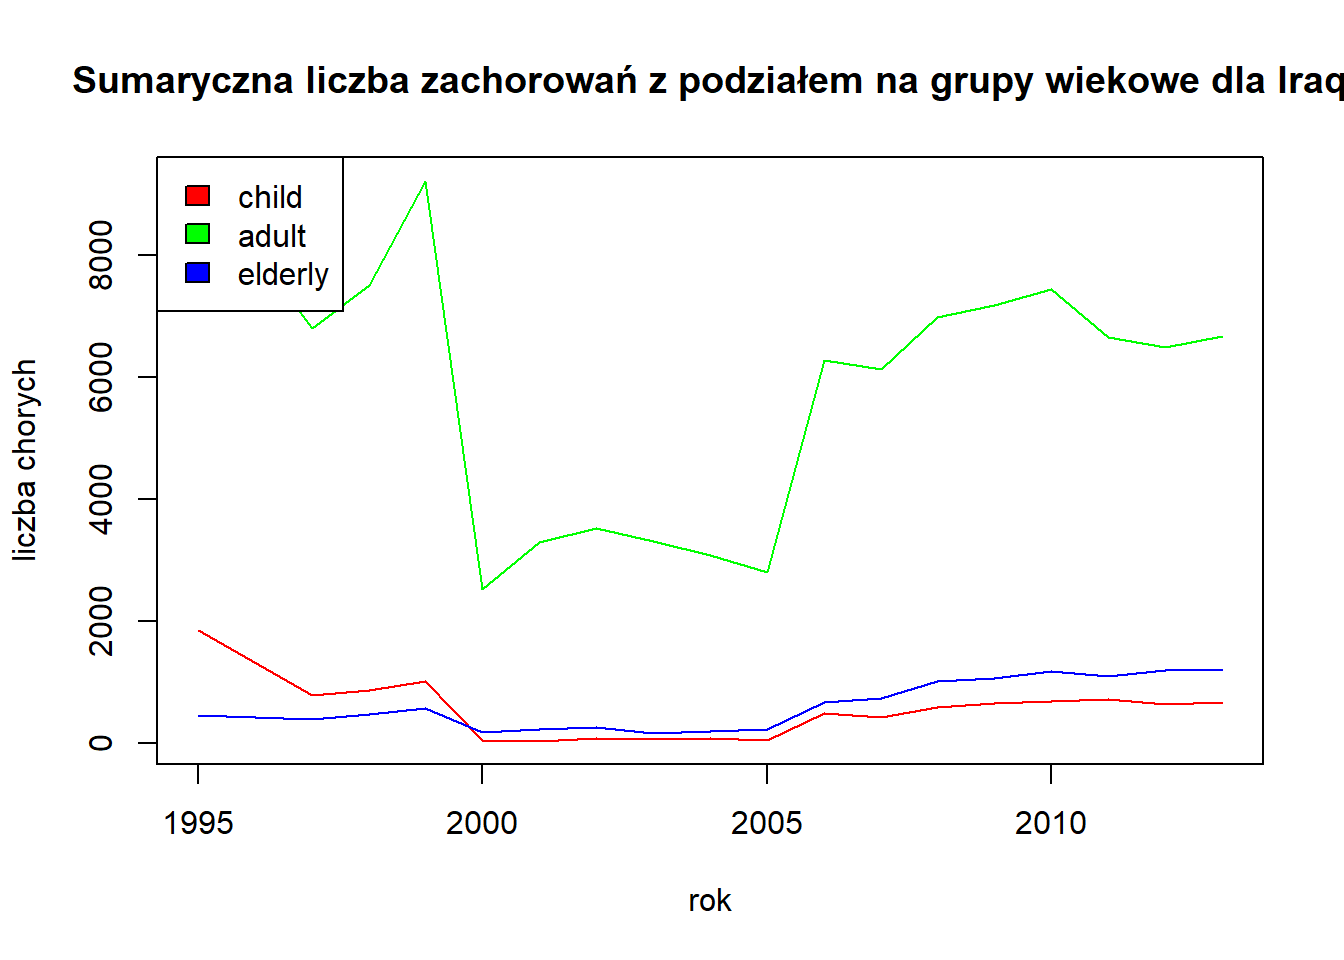 Sumaryczna liczba zachorowań z podziałem na grupy wiekowe dla Iraq
child
adult
elderly
liczba chorych
8000
6000
4000
2000
0
1995 2000 2005 2010
rok